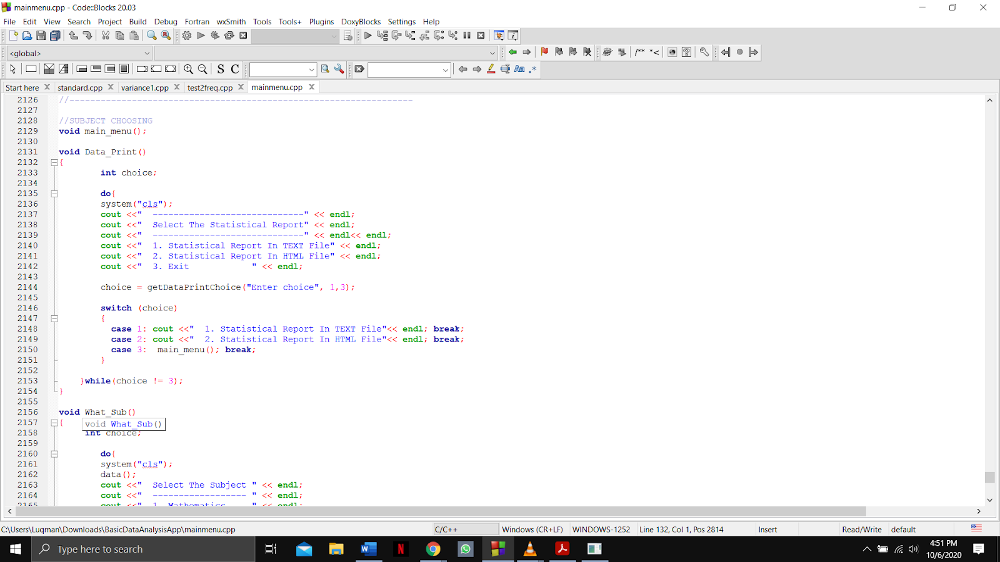 mainmenu.cpp - Code::Blocks 20.03
File Edit View Search Project Build Debug Fortran wxSmith Tools Tools+ Plugins DoxyBlocks Settings Help
<global>
/** *<
S C
Aa .*
Start here standard.cpp variance1.cpp test2freq.cpp mainmenu.cpp
2126 //------------------------------------------------------------------
2127
2128 //SUBJECT CHOOSING
2129 void main_menu();
2130
2131 void Data_Print()
2132 {
2133 int choice;
2134
2135 do{
2136 system("cls");
2137 cout <<"  -----------------------------" << endl;
2138 cout <<"  Select The Statistical Report" << endl;
2139 cout <<"  -----------------------------" << endl<< endl;
2140 cout <<"  1. Statistical Report In TEXT File" << endl;
2141 cout <<"  2. Statistical Report In HTML File" << endl;
2142 cout <<"  3. Exit            " << endl;
2143
2144 choice = getDataPrintChoice("Enter choice", 1,3);
2145
2146 switch (choice)
2147 {
2148 case 1: cout <<"  1. Statistical Report In TEXT File"<< endl; break;
2149 case 2: cout <<"  2. Statistical Report In HTML File"<< endl; break;
2150 case 3:  main_menu(); break;
2151 }
2152
2153 }while(choice != 3);
2154 }
2155
2156 void What_Sub()
2157 { void What_Sub()
2158 int choice;
2159
2160 do{
2161 system("cls");
2162 data();
2163 cout <<"  Select The Subject " << endl;
2164 cout <<"  ------------------ " << endl;
2165 cout <<"  1. Mathematics     " << endl;
C:\Users\Luqman\Downloads\BasicDataAnalysisApp\mainmenu.cpp C/C++ Windows (CR+LF) WINDOWS-1252 Line 132, Col 1, Pos 2814 Insert Read/Write default
Type here to search
4:51 PM
10/6/2020